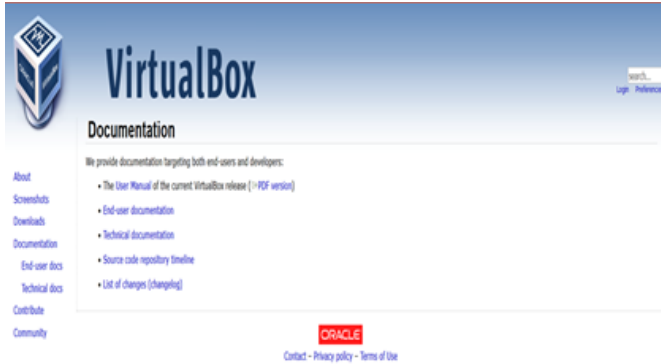 VirtualBox
search...
Login Preferences
Documentation
We provide documentation targeting both end-users and developers:
• The User Manual of the current VirtualBox release (PDF version)
• End-user documentation
• Technical documentation
• Source code repository timeline
• List of changes (changelog)
About
Screenshots
Downloads
Documentation
End-user docs
Technical docs
Contribute
Community
ORACLE
Contact – Privacy policy – Terms of Use